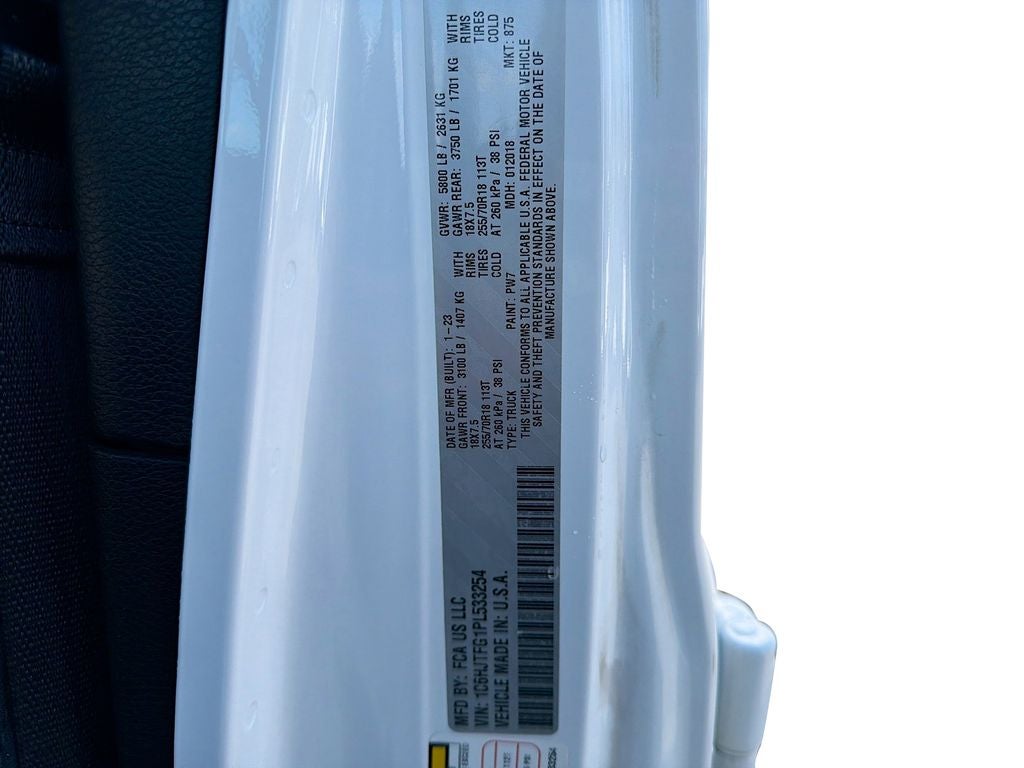 MFD BY: FCA US LLC
VIN: 1C6HJTFG1PL533254
VEHICLE MADE IN: U.S.A.
DATE OF MFR (BUILT): 1-23 GVWR: 5800 LB / 2631 KG
GAWR FRONT: 3100 LB / 1407 KG WITH GAWR REAR: 3750 LB / 1701 KG WITH
18X7.5 RIMS 18X7.5 RIMS
255/70R18 113T TIRES 255/70R18 113T TIRES
AT 260 kPa / 38 PSI COLD AT 260 kPa / 38 PSI COLD
TYPE: TRUCK PAINT: PW7 MDH: 012018 MKT: 875
THIS VEHICLE CONFORMS TO ALL APPLICABLE U.S.A. FEDERAL MOTOR VEHICLE
SAFETY AND THEFT PREVENTION STANDARDS IN EFFECT ON THE DATE OF
MANUFACTURE SHOWN ABOVE.